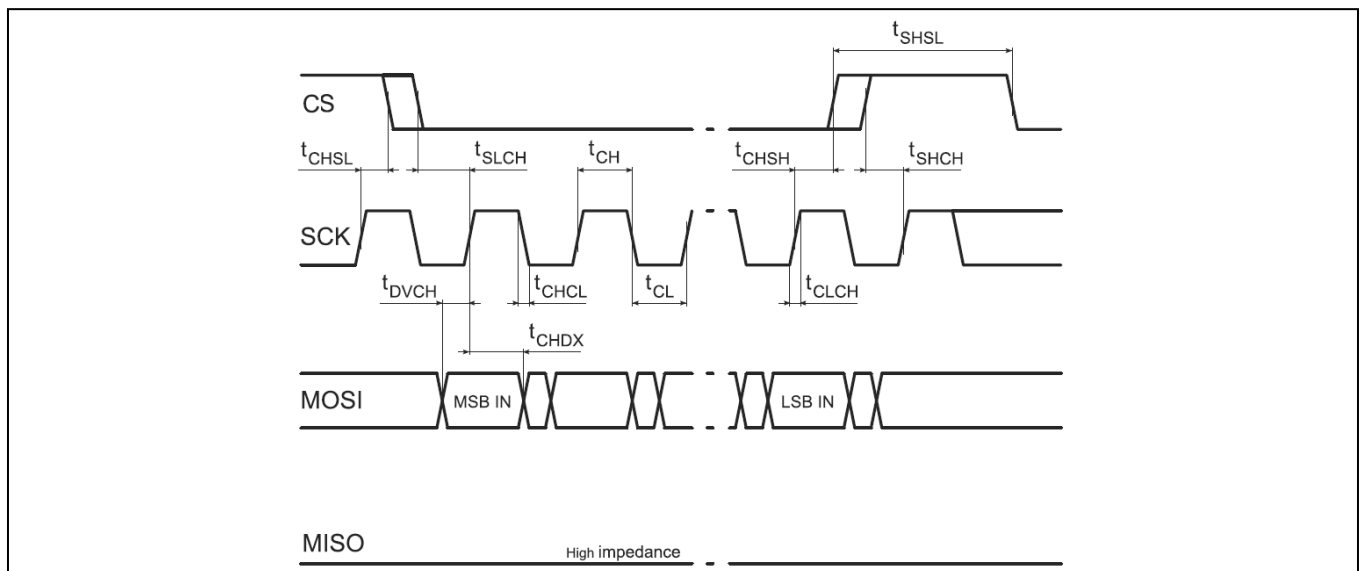 tSHSL
CS
tCHSL tSLCH tCH tCHSH tSHCH
SCK
tDVCH tCHCL tCL tCLCH
tCHDX
MOSI MSB IN LSB IN
MISO High impedance